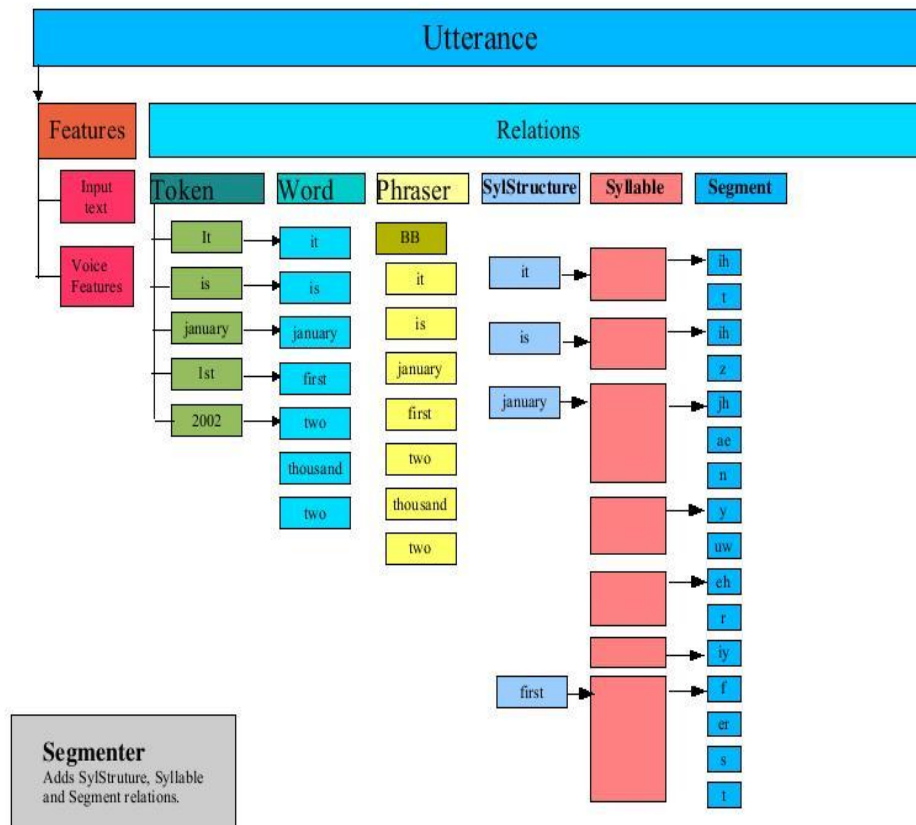 Utterance
Features
Relations
Input
text
Voice
Features
Token
It
is
january
1st
2002
Word
it
is
january
first
two
thousand
two
Phraser
BB
it
is
january
first
two
thousand
two
SylStructure
it
is
january
first
Syllable
Segment
ih
t
ih
z
jh
ae
n
y
uw
eh
r
iy
f
er
s
t
Segmenter
Adds SylStruture, Syllable
and Segment relations.